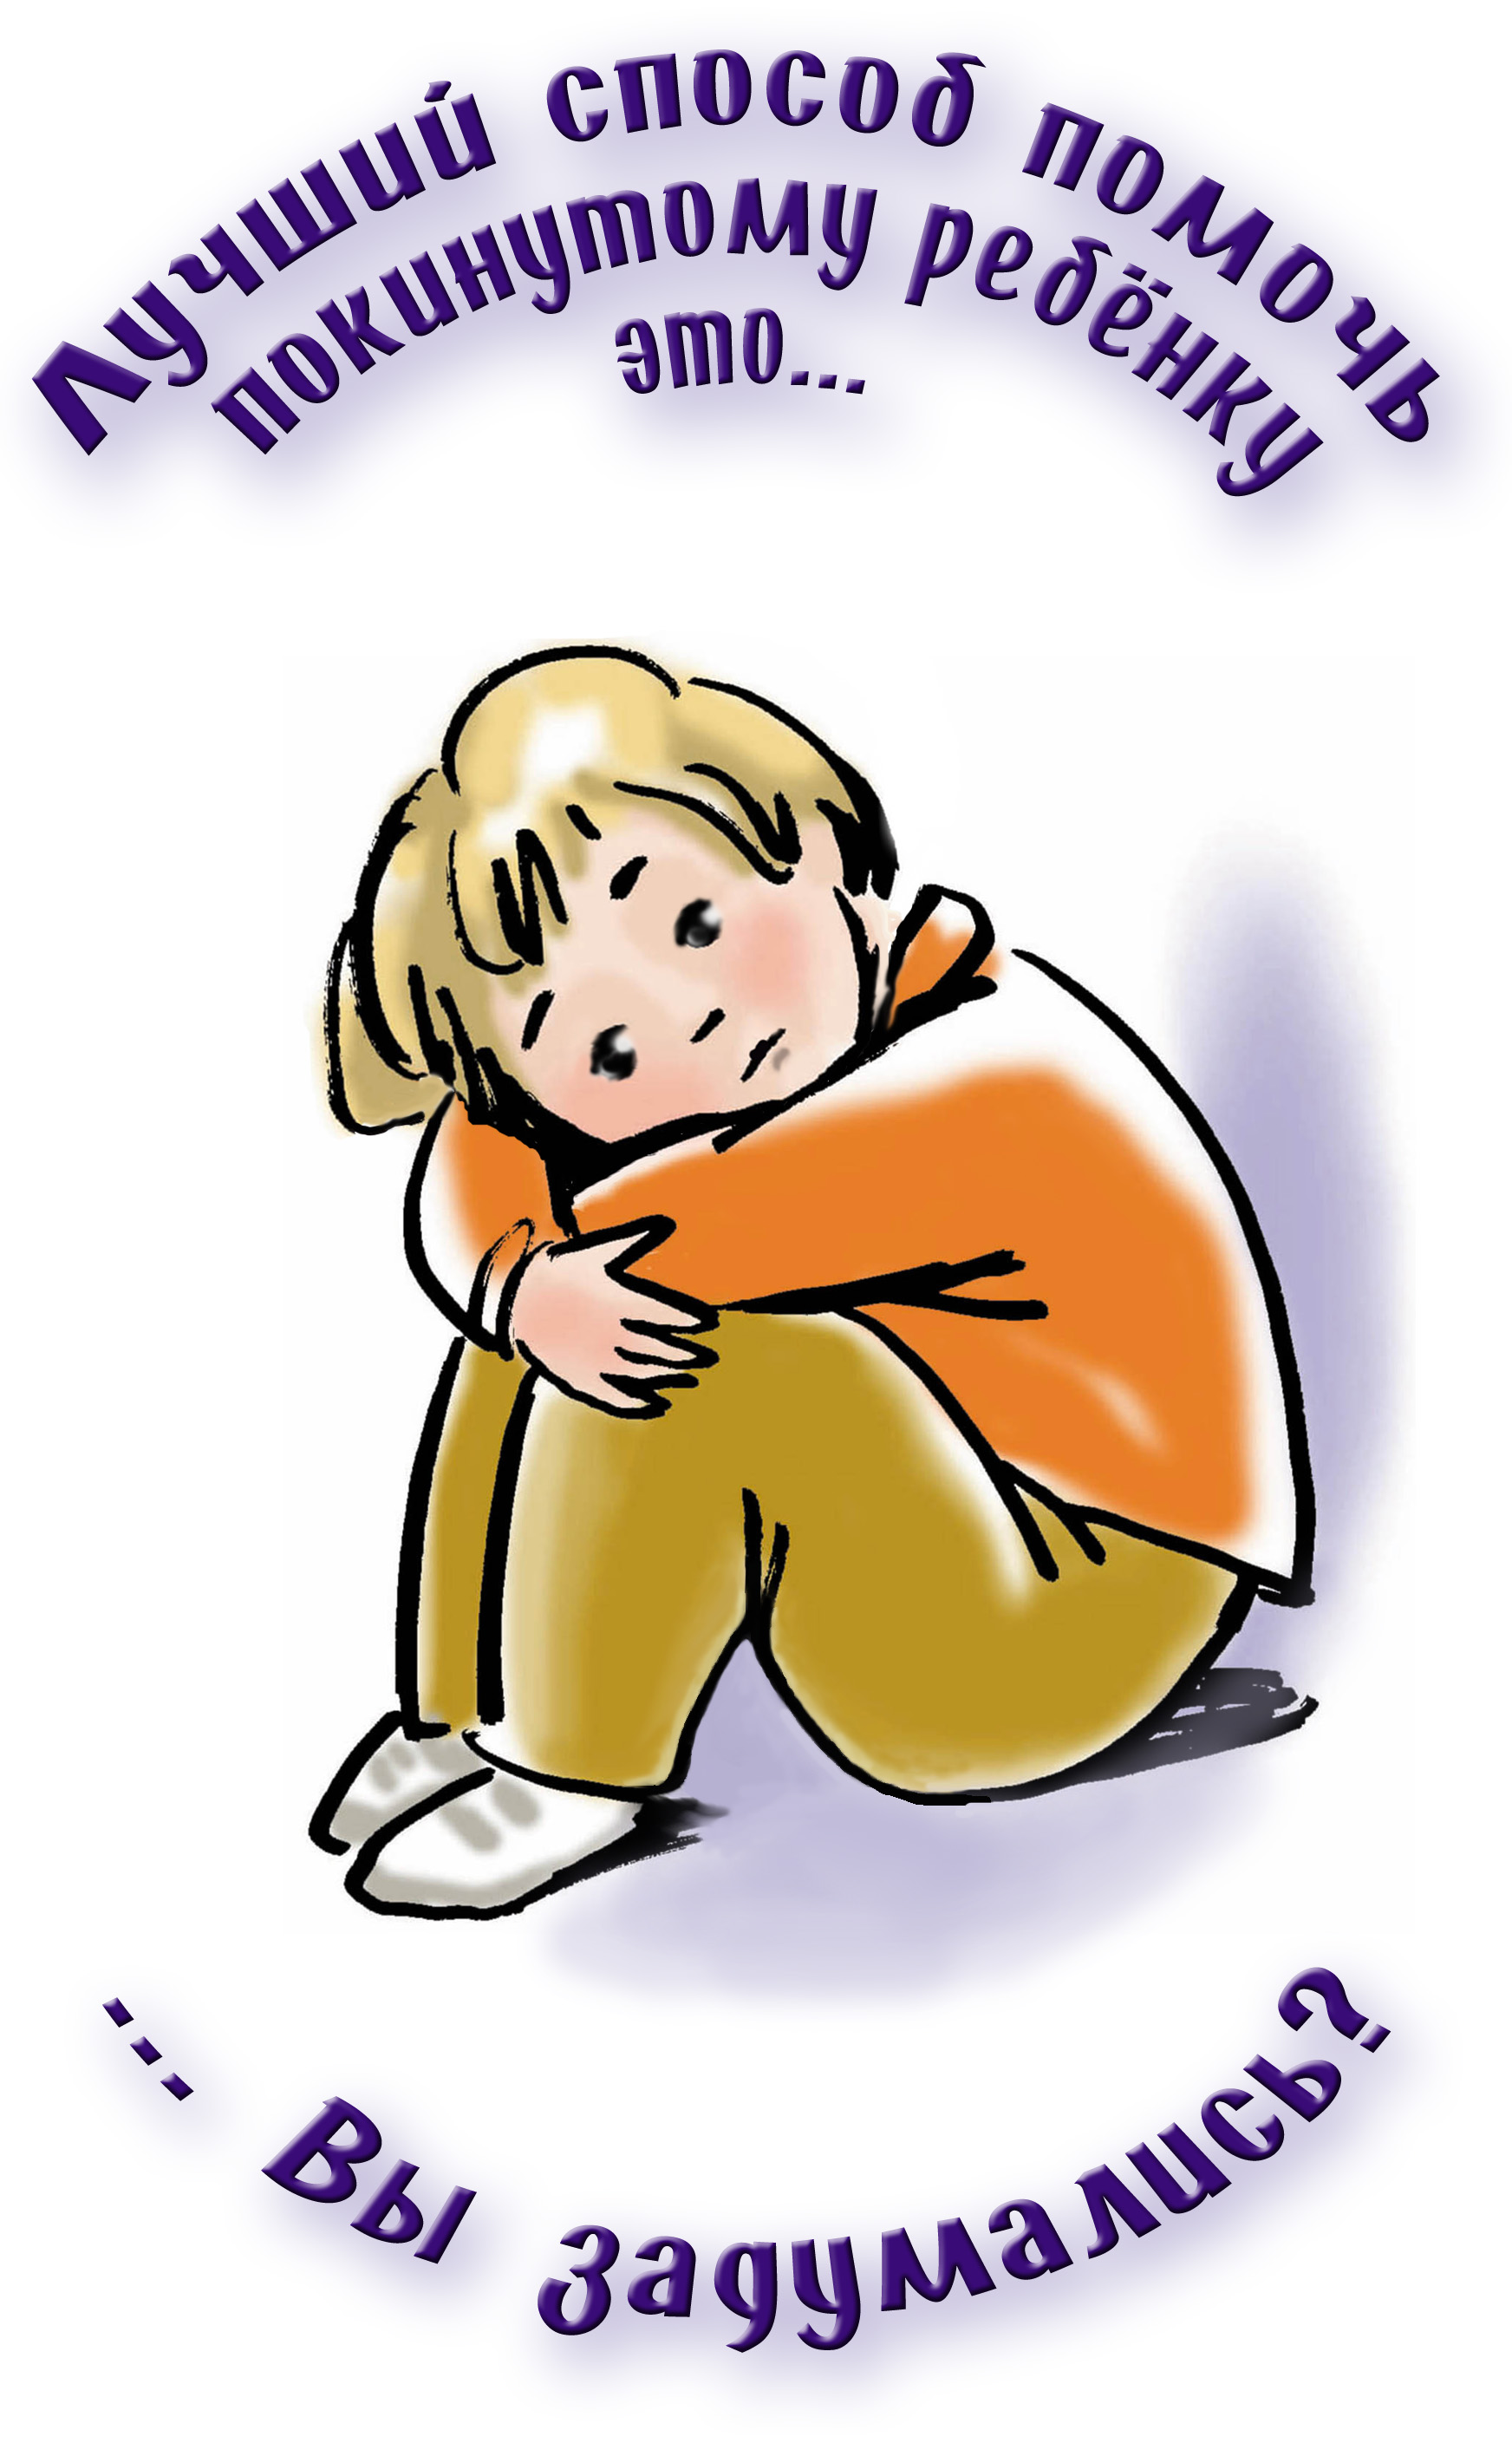 Лучший способ помочь
покинутому ребёнку
это...
... Вы задумались?